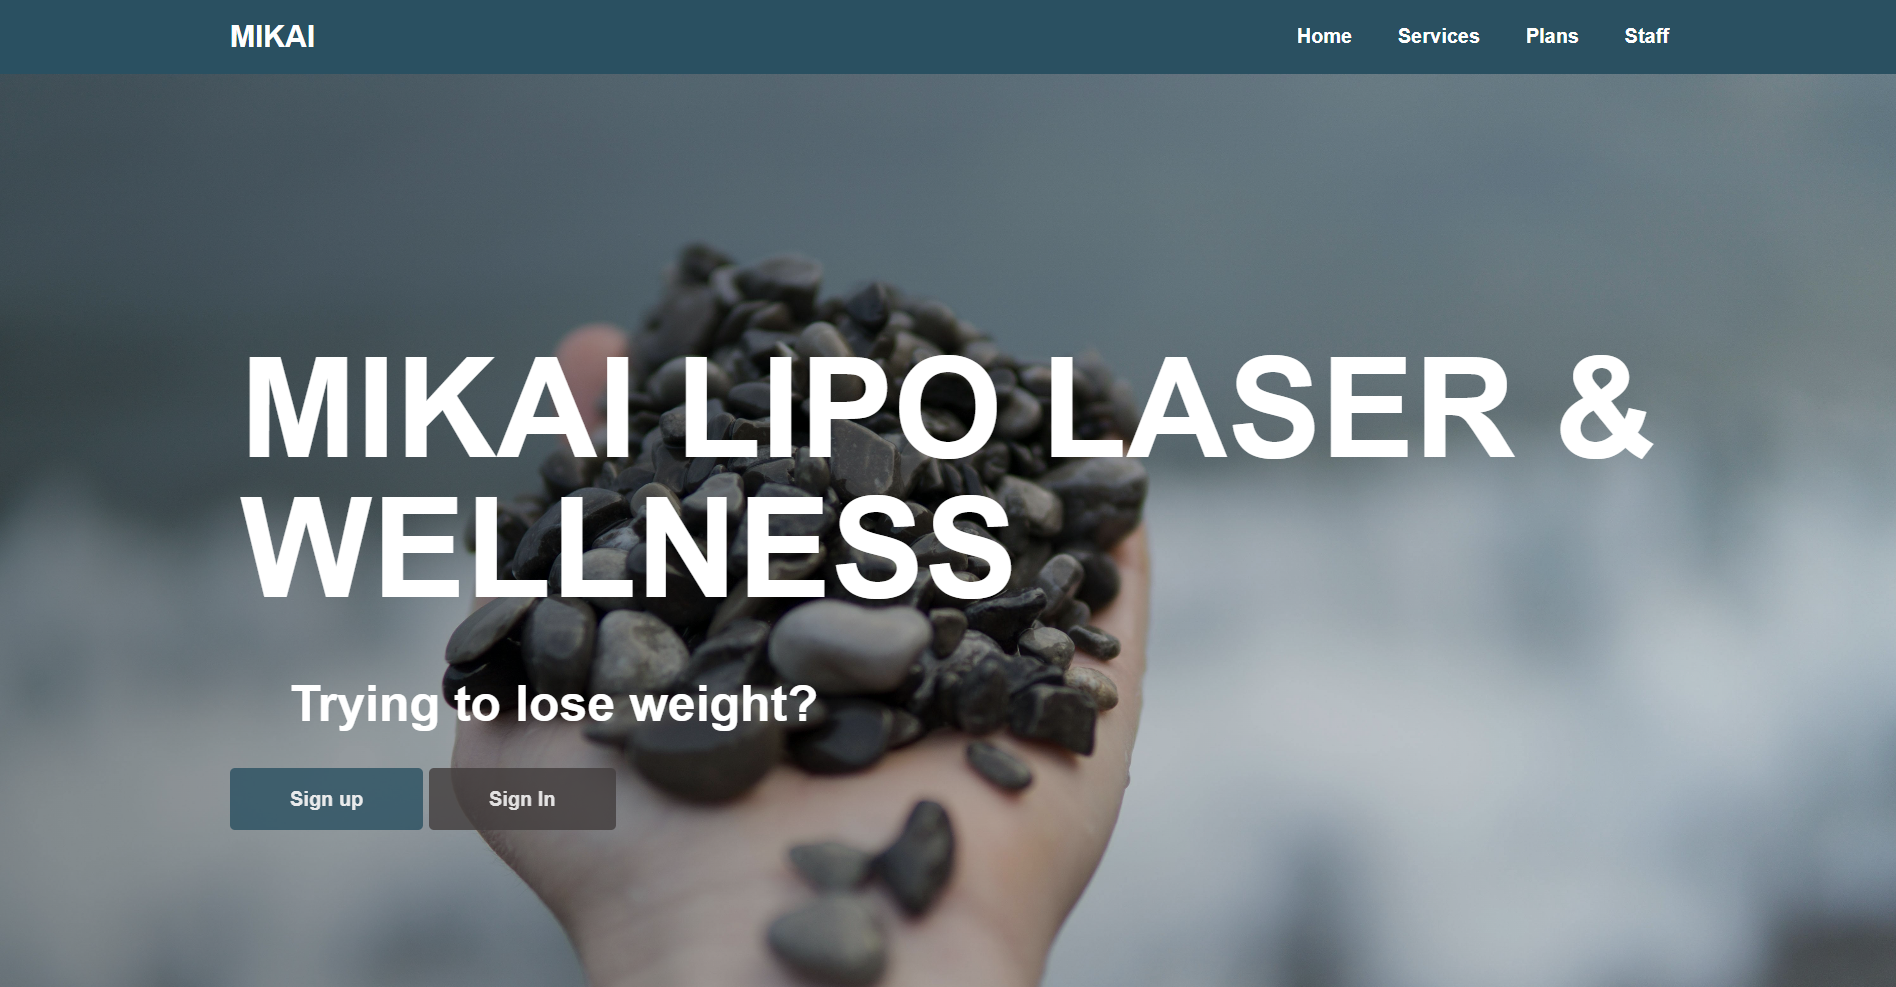 MIKAI
Home Services Plans Staff
MIKAI LIPO LASER &
WELLNESS
Trying to lose weight?
Sign up Sign In